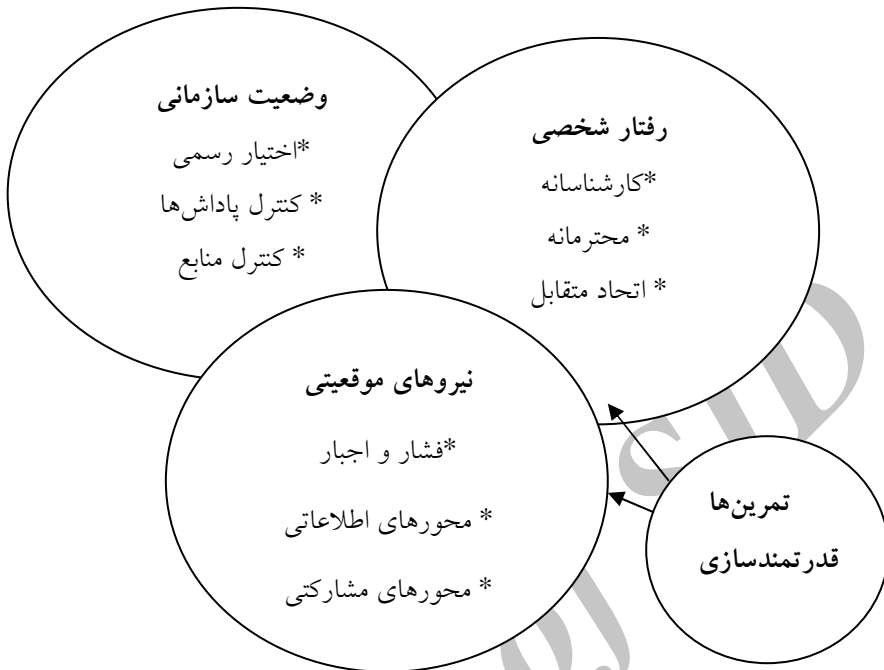 وضعیت سازمانی
*اختیار رسمی
* کنترل پاداش‌ها
* کنترل منابع
رفتار شخصی
*کارشناسانه
* محترمانه
* اتحاد متقابل
نیروهای موقعیتی
*فشار و اجبار
* محورهای اطلاعاتی
* محورهای مشارکتی
تمرین‌ها
قدرتمندسازی
SID